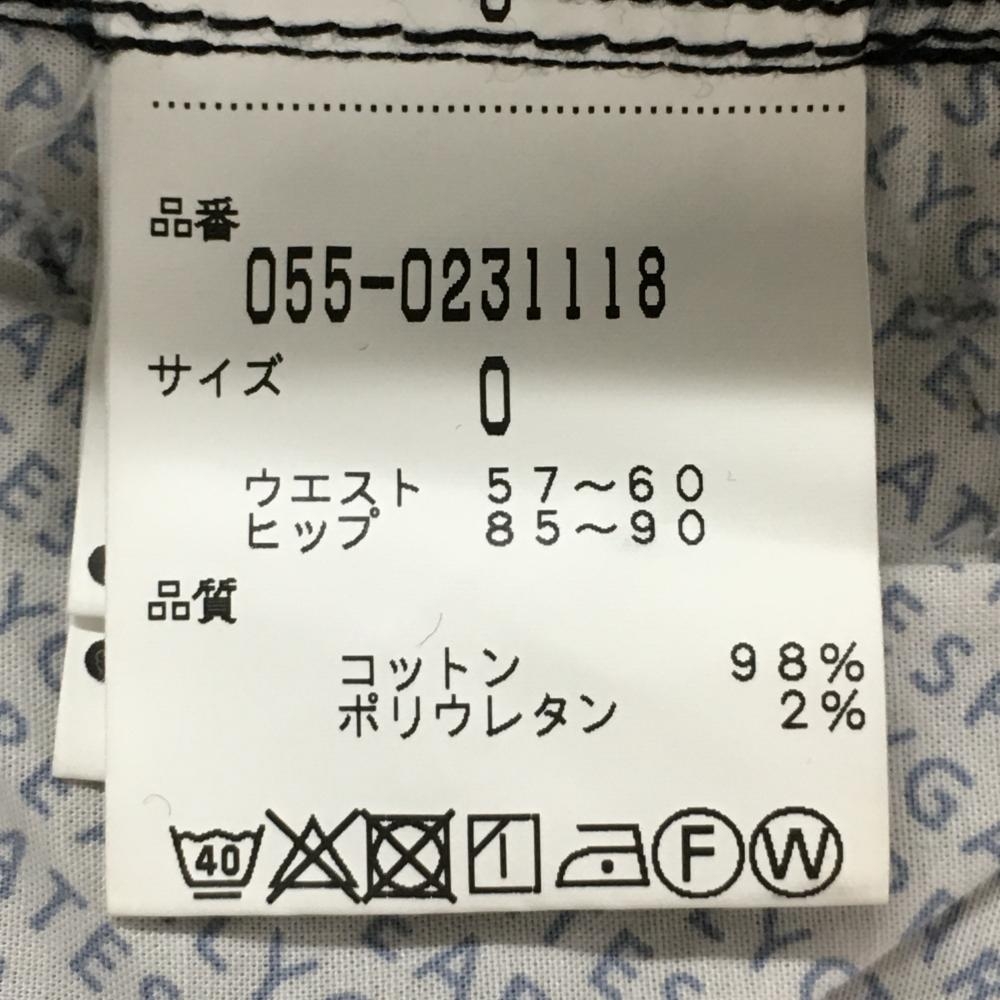 品番
055-0231118
サイズ
0
ウエスト 57～60
ヒップ 85～90
品質
コットン 98%
ポリウレタン 2%
40 F W